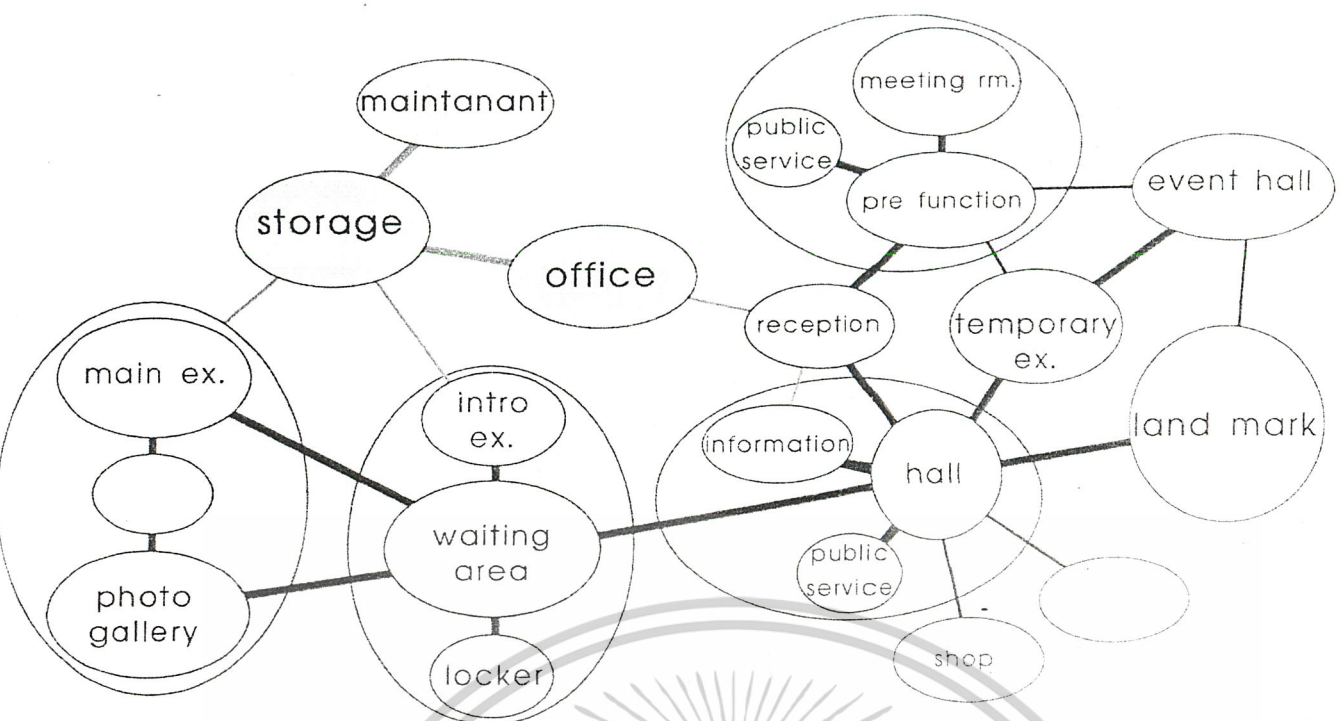 meeting rm.
maintanant
public
service
event hall
pre function
storage
office
reception
temporary
ex.
main ex.
intro
ex.
land mark
information
hall
waiting
area
public
service
photo
gallery
shop
locker